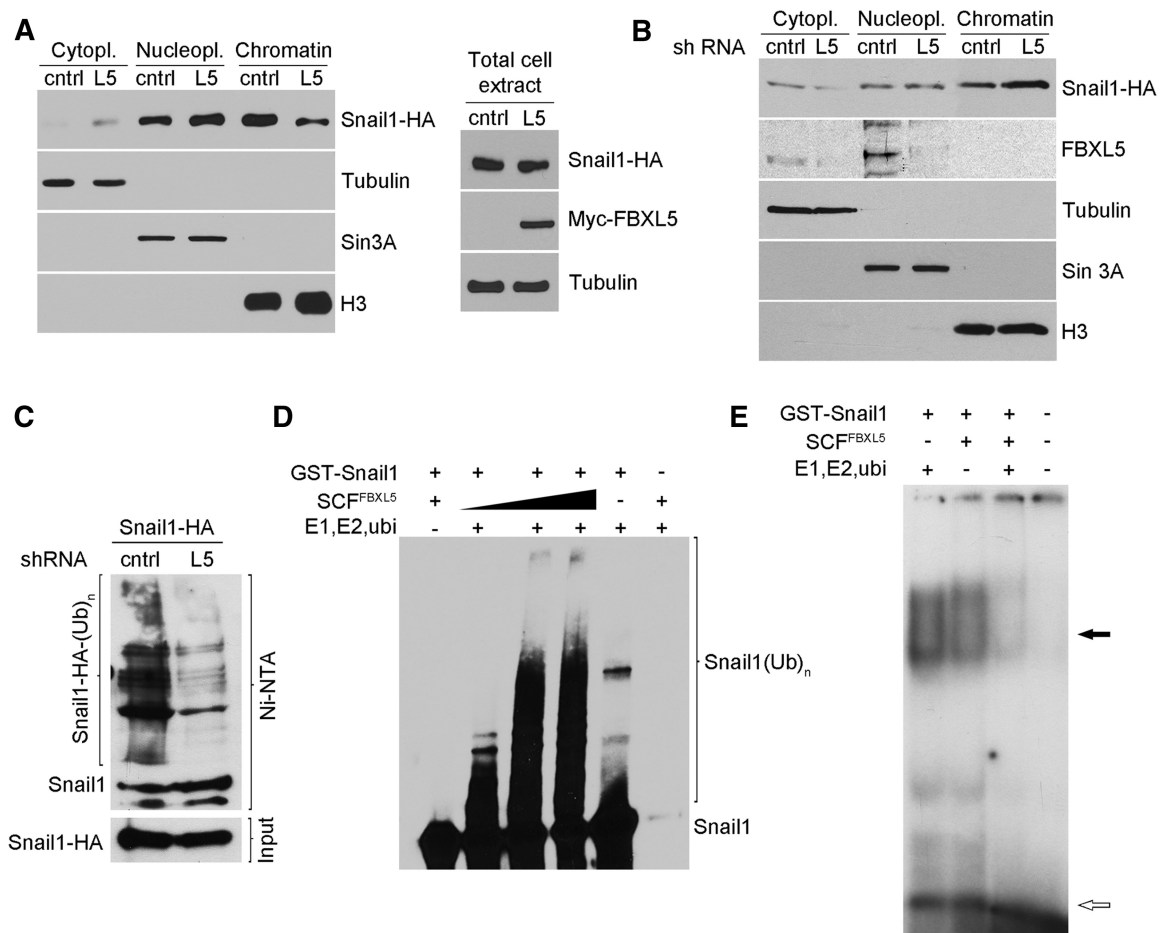 A
Cytopl. Nucleopl. Chromatin
cntrl L5 cntrl L5 cntrl L5
Snail1-HA
Tubulin
Sin3A
H3
Total cell
extract
cntrl L5
Snail1-HA
Myc-FBXL5
Tubulin
B
Cytopl. Nucleopl. Chromatin
sh RNA cntrl L5 cntrl L5 cntrl L5
Snail1-HA
FBXL5
Tubulin
Sin 3A
H3
C
Snail1-HA
shRNA cntrl L5
Snail1-HA-(Ub)n
Ni-NTA
Snail1
Snail1-HA
Input
D
GST-Snail1 + + + + + -
SCFFBXL5 + - +
E1,E2,ubi - + + + + +
Snail1(Ub)n
Snail1
E
GST-Snail1 + + + -
SCFFBXL5 - + + -
E1,E2,ubi + - + -